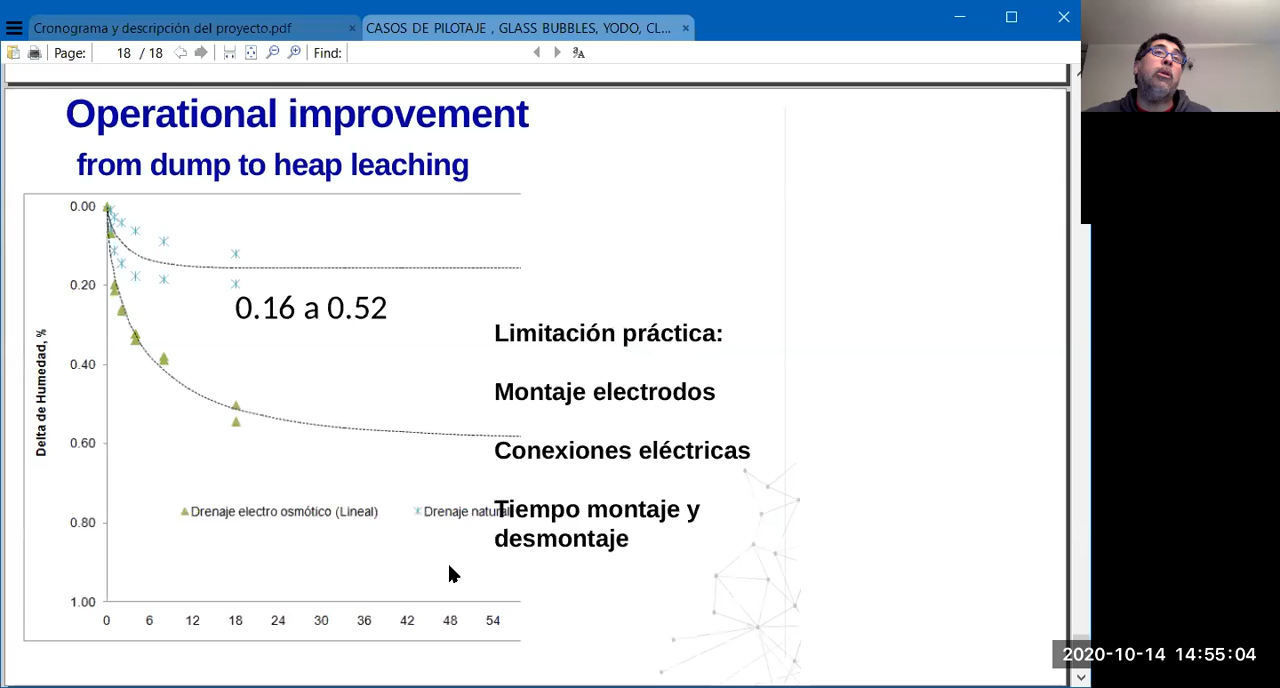 Cronograma y descripción del proyecto.pdf
CASOS DE PILOTAJE , GLASS BUBBLES, YODO, CL...
Page: 18 / 18 Find:
Operational improvement
from dump to heap leaching
0.00
0.20
0.40
0.60
0.80
1.00
Delta de Humedad, %
0.16 a 0.52
Drenaje electro osmótico (Lineal)
Drenaje natural
0 6 12 18 24 30 36 42 48 54
Limitación práctica:
Montaje electrodos
Conexiones eléctricas
Tiempo montaje y
desmontaje
2020-10-14 14:55:04